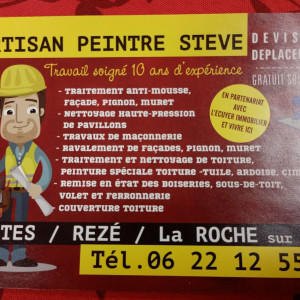 TISAN PEINTRE STEVE
DEVIS
DEPLACEM
GRATUIT
Travail soigné 10 ans d'expérience
- TRAITEMENT ANTI-MOUSSE,
FAÇADE, PIGNON, MURET
- NETTOYAGE HAUTE-PRESSION
DE PAVILLONS
- TRAVAUX DE MAÇONNERIE
- RAVALEMENT DE FAÇADES, PIGNON, MURET
- TRAITEMENT ET NETTOYAGE DE TOITURE,
PEINTURE SPÉCIALE TOITURE -TUILE, ARDOISE,
- REMISE EN ÉTAT DES BOISERIES, SOUS-DE-TOIT,
VOLET ET FERRONNERIE
- COUVERTURE TOITURE
EN PARTENARIAT
AVEC
L'ECUYER IMMOBILIER
ET VIVRE ICI
TES / REZÉ / La ROCHE sur
Tél.06 22 12 55